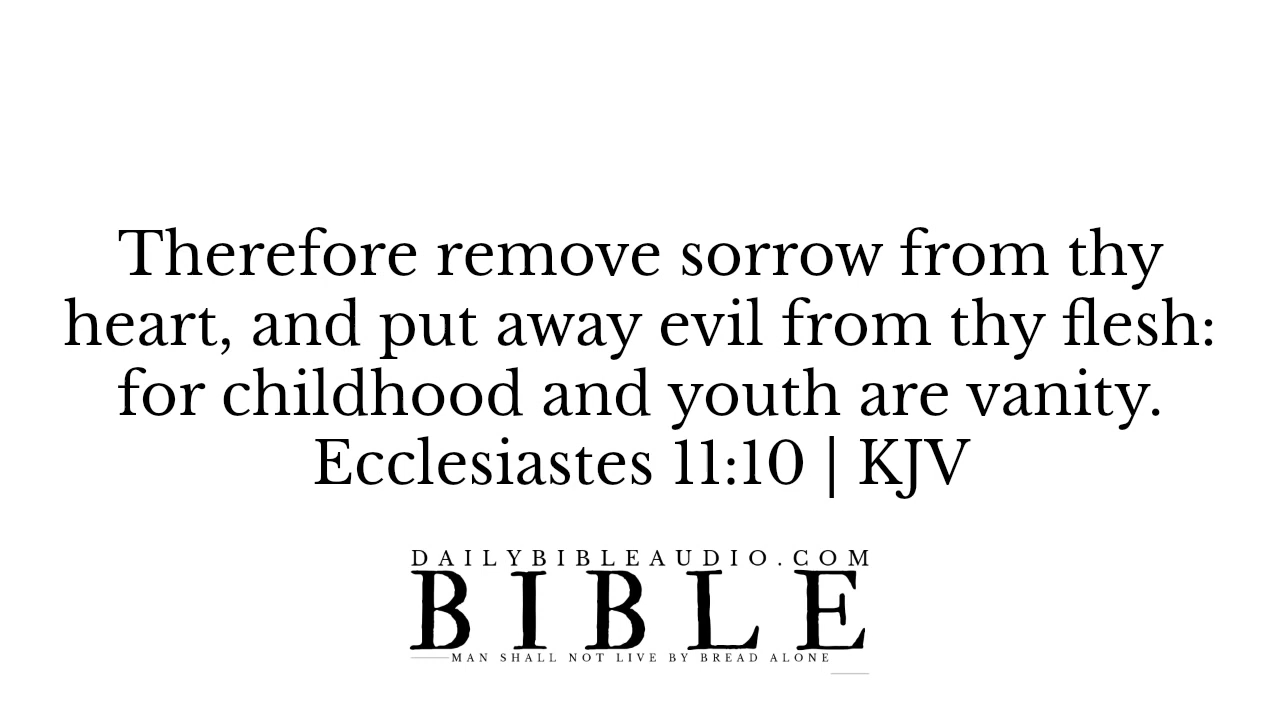 Therefore remove sorrow from thy
heart, and put away evil from thy flesh:
for childhood and youth are vanity.
Ecclesiastes 11:10 | KJV
DAILYBIBLEAUDIO.COM
BIBLE
MAN SHALL NOT LIVE BY BREAD ALONE